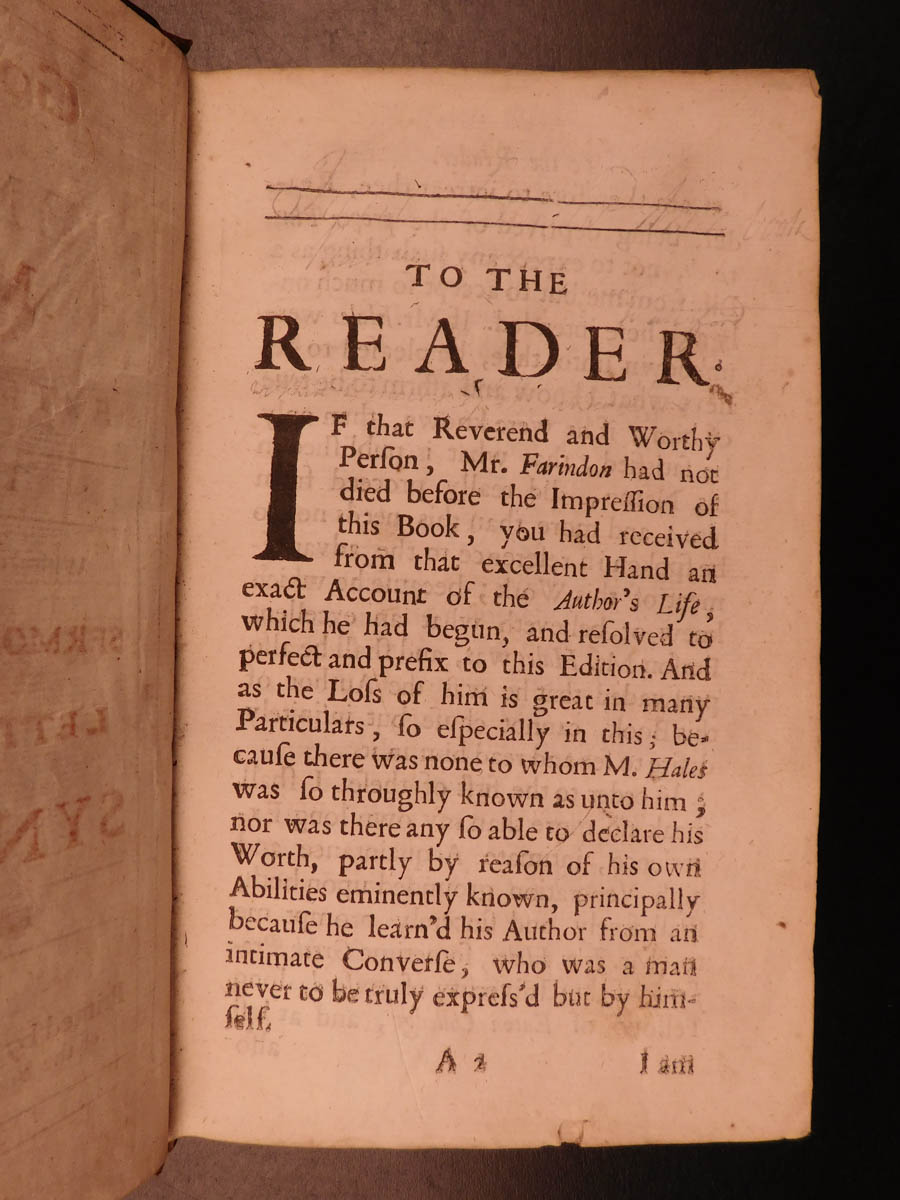 TO THE
READER.
IF that Reverend and Worthy
Perſon, Mr. Farindon had not
died before the Impreſſion of
this Book, you had received
from that excellent Hand an
exact Account of the Author's Life,
which he had begun, and reſolved to
perfect and prefix to this Edition. And
as the Loſs of him is great in many
Particulars, ſo eſpecially in this; be-
cauſe there was none to whom M. Hales
was ſo throughly known as unto him;
nor was there any ſo able to declare his
Worth, partly by reaſon of his own
Abilities eminently known, principally
becauſe he learn'd his Author from an
intimate Converſe, who was a man
never to be truly expreſs'd but by him-
ſelf.
A 2 I am